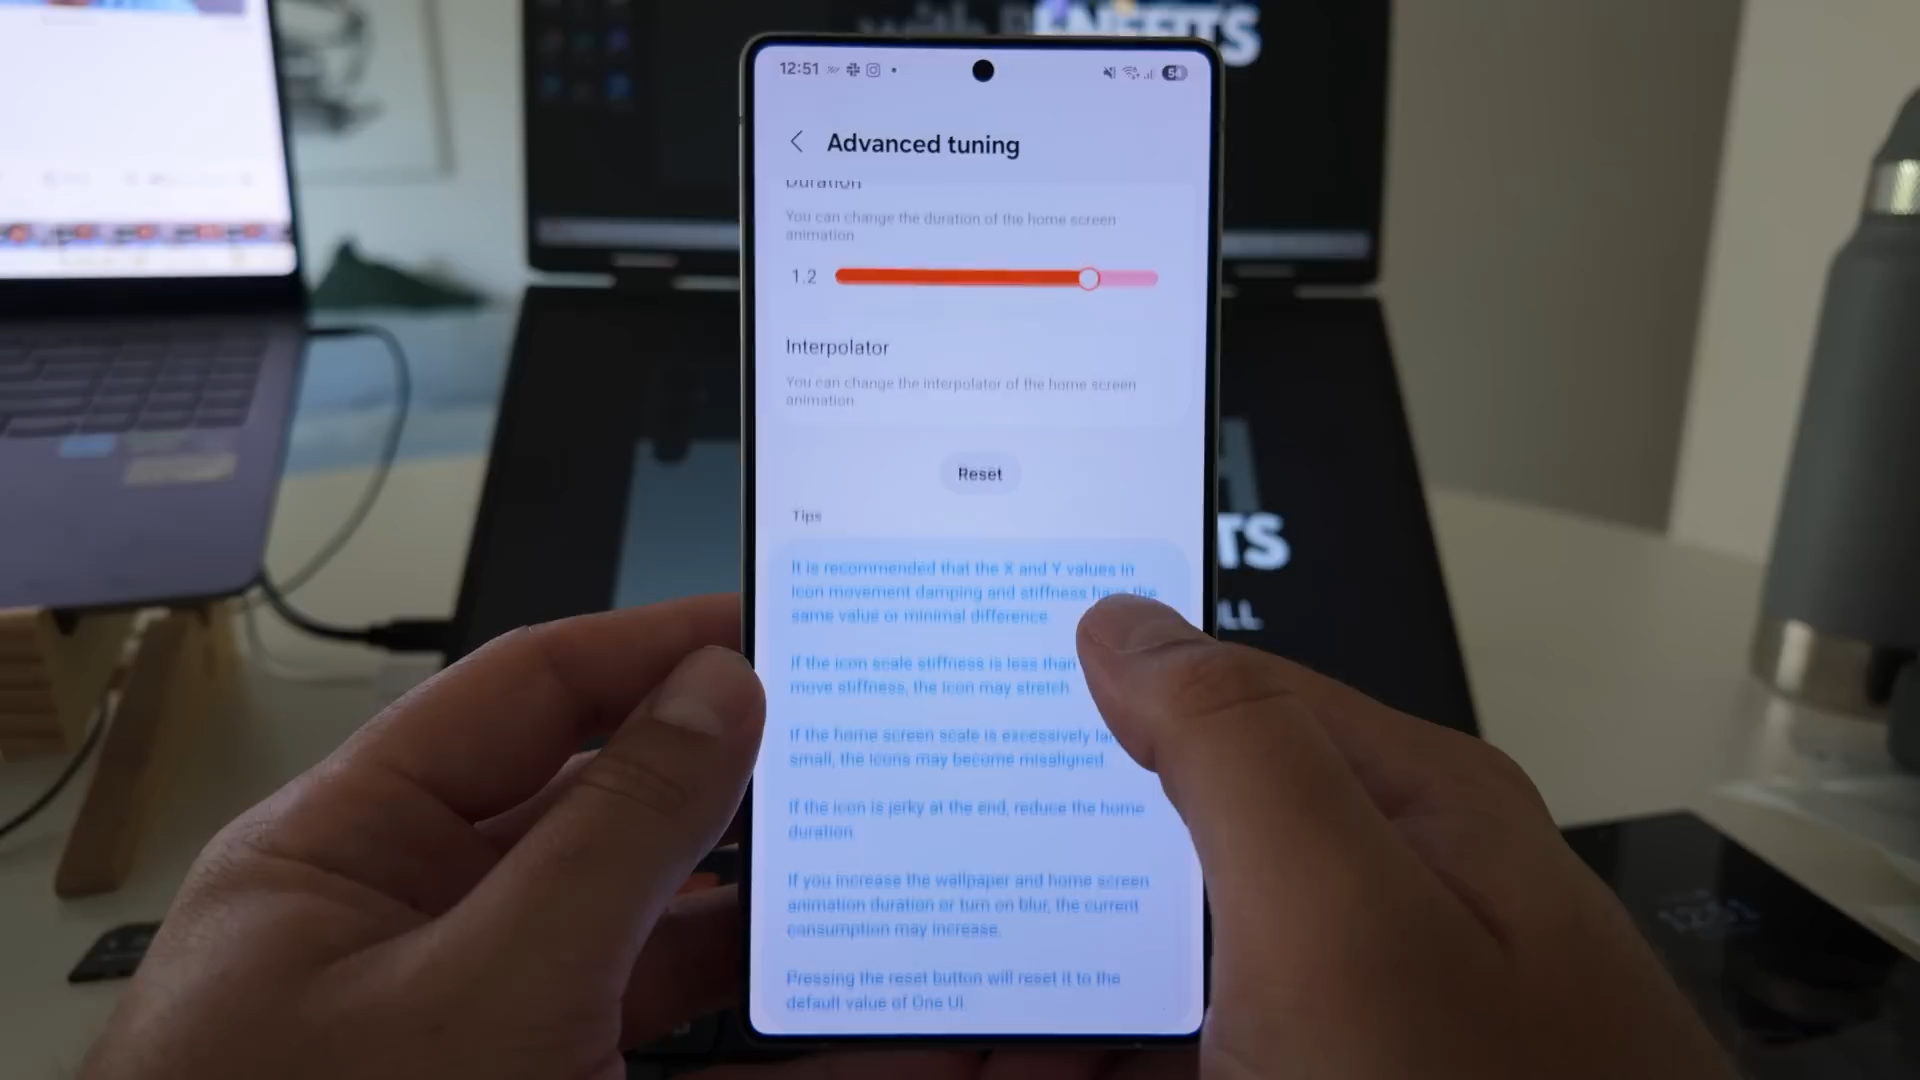 BENEFITS
12:51
54
Advanced tuning
Duration
You can change the duration of the home screen
animation
1.2
Interpolator
You can change the interpolator of the home screen
animation
Reset
Tips
It is recommended that the X and Y values in
icon movement damping and stiffness have the
same value or minimal difference.
If the icon scale stiffness is less than
move stiffness, the icon may stretch.
If the home screen scale is excessively
small, the icons may become misaligned.
If the icon is jerky at the end, reduce the home
duration.
If you increase the wallpaper and home screen
animation duration or turn on blur, the current
consumption may increase.
Pressing the reset button will reset it to the
default value of One UI.
TS
LL